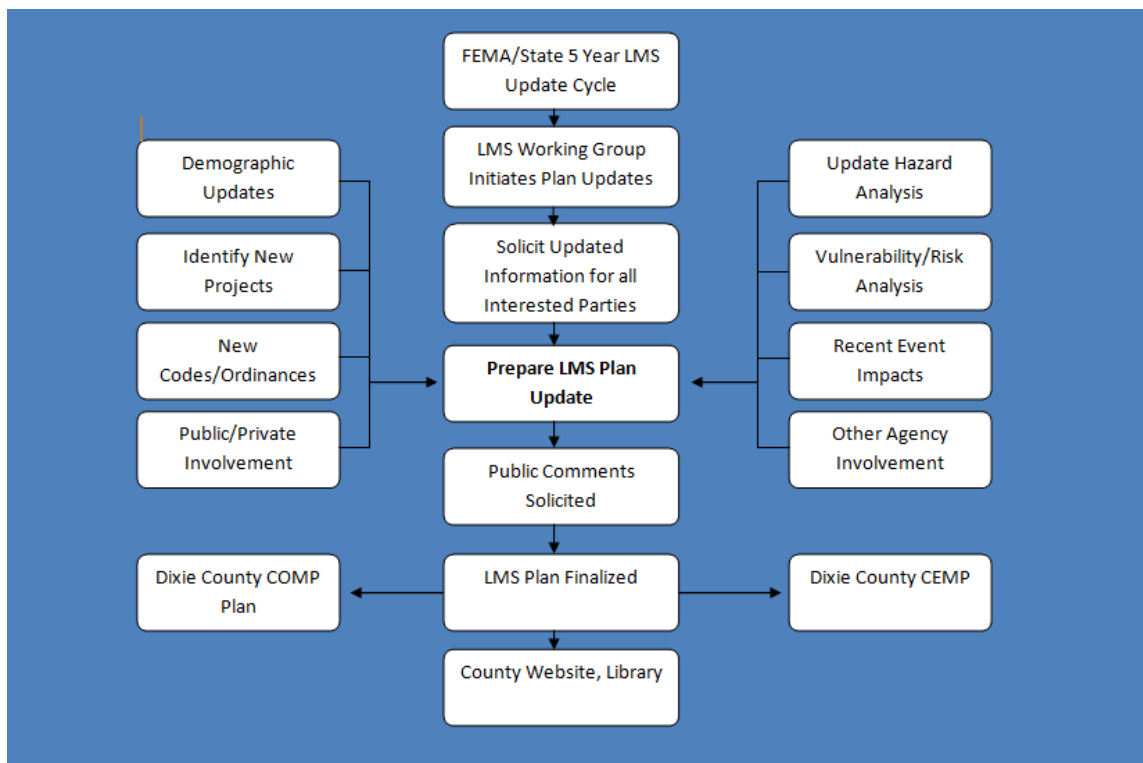 FEMA/State 5 Year LMS
Update Cycle
LMS Working Group
Initiates Plan Updates
Solicit Updated
Information for all
Interested Parties
Demographic
Updates
Identify New
Projects
New
Codes/Ordinances
Public/Private
Involvement
Update Hazard
Analysis
Vulnerability/Risk
Analysis
Recent Event
Impacts
Other Agency
Involvement
Prepare LMS Plan
Update
Public Comments
Solicited
LMS Plan Finalized
Dixie County COMP
Plan
Dixie County CEMP
County Website, Library